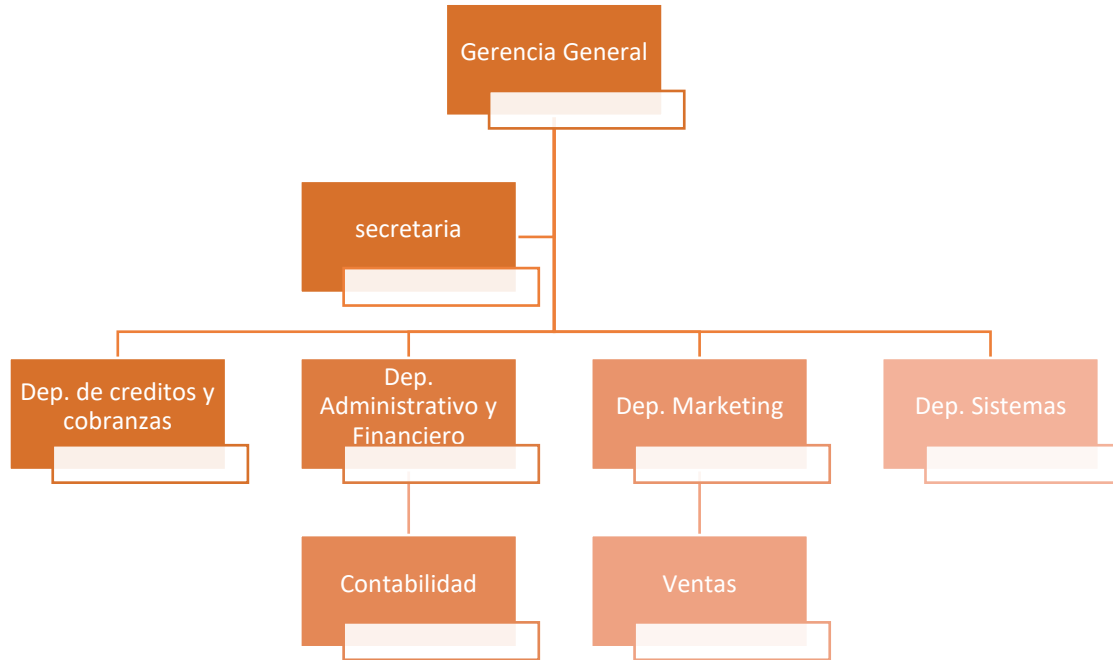 Gerencia General
secretaria
Dep. de creditos y
cobranzas
Dep.
Administrativo y
Financiero
Dep. Marketing
Dep. Sistemas
Contabilidad
Ventas